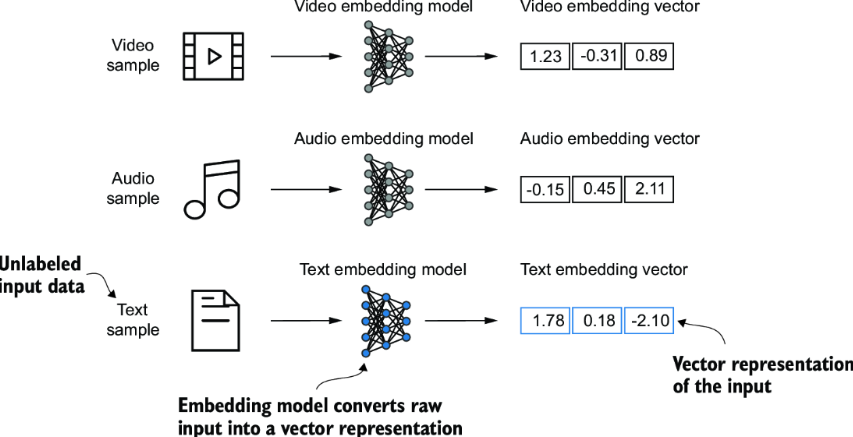 Video embedding model
Video embedding vector
Video
sample
1.23 -0.31 0.89
Audio embedding model
Audio embedding vector
Audio
sample
-0.15 0.45 2.11
Unlabeled
input data
Text embedding model
Text embedding vector
Text
sample
1.78 0.18 -2.10
Vector representation
of the input
Embedding model converts raw
input into a vector representation